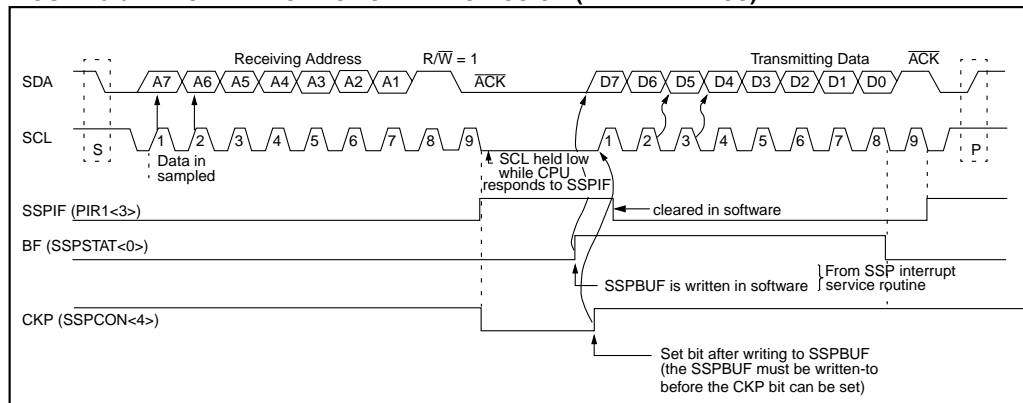 Receiving Address
R/W = 1
Transmitting Data
ACK
SDA
A7 A6 A5 A4 A3 A2 A1
ACK
D7 D6 D5 D4 D3 D2 D1 D0
SCL
S
1 2 3 4 5 6 7 8 9
1 2 3 4 5 6 7 8 9
P
Data in
sampled
SCL held low
while CPU
responds to SSPIF
SSPIF (PIR1<3>)
cleared in software
BF (SSPSTAT<0>)
SSPBUF is written in software
From SSP interrupt
service routine
CKP (SSPCON<4>)
Set bit after writing to SSPBUF
(the SSPBUF must be written-to
before the CKP bit can be set)